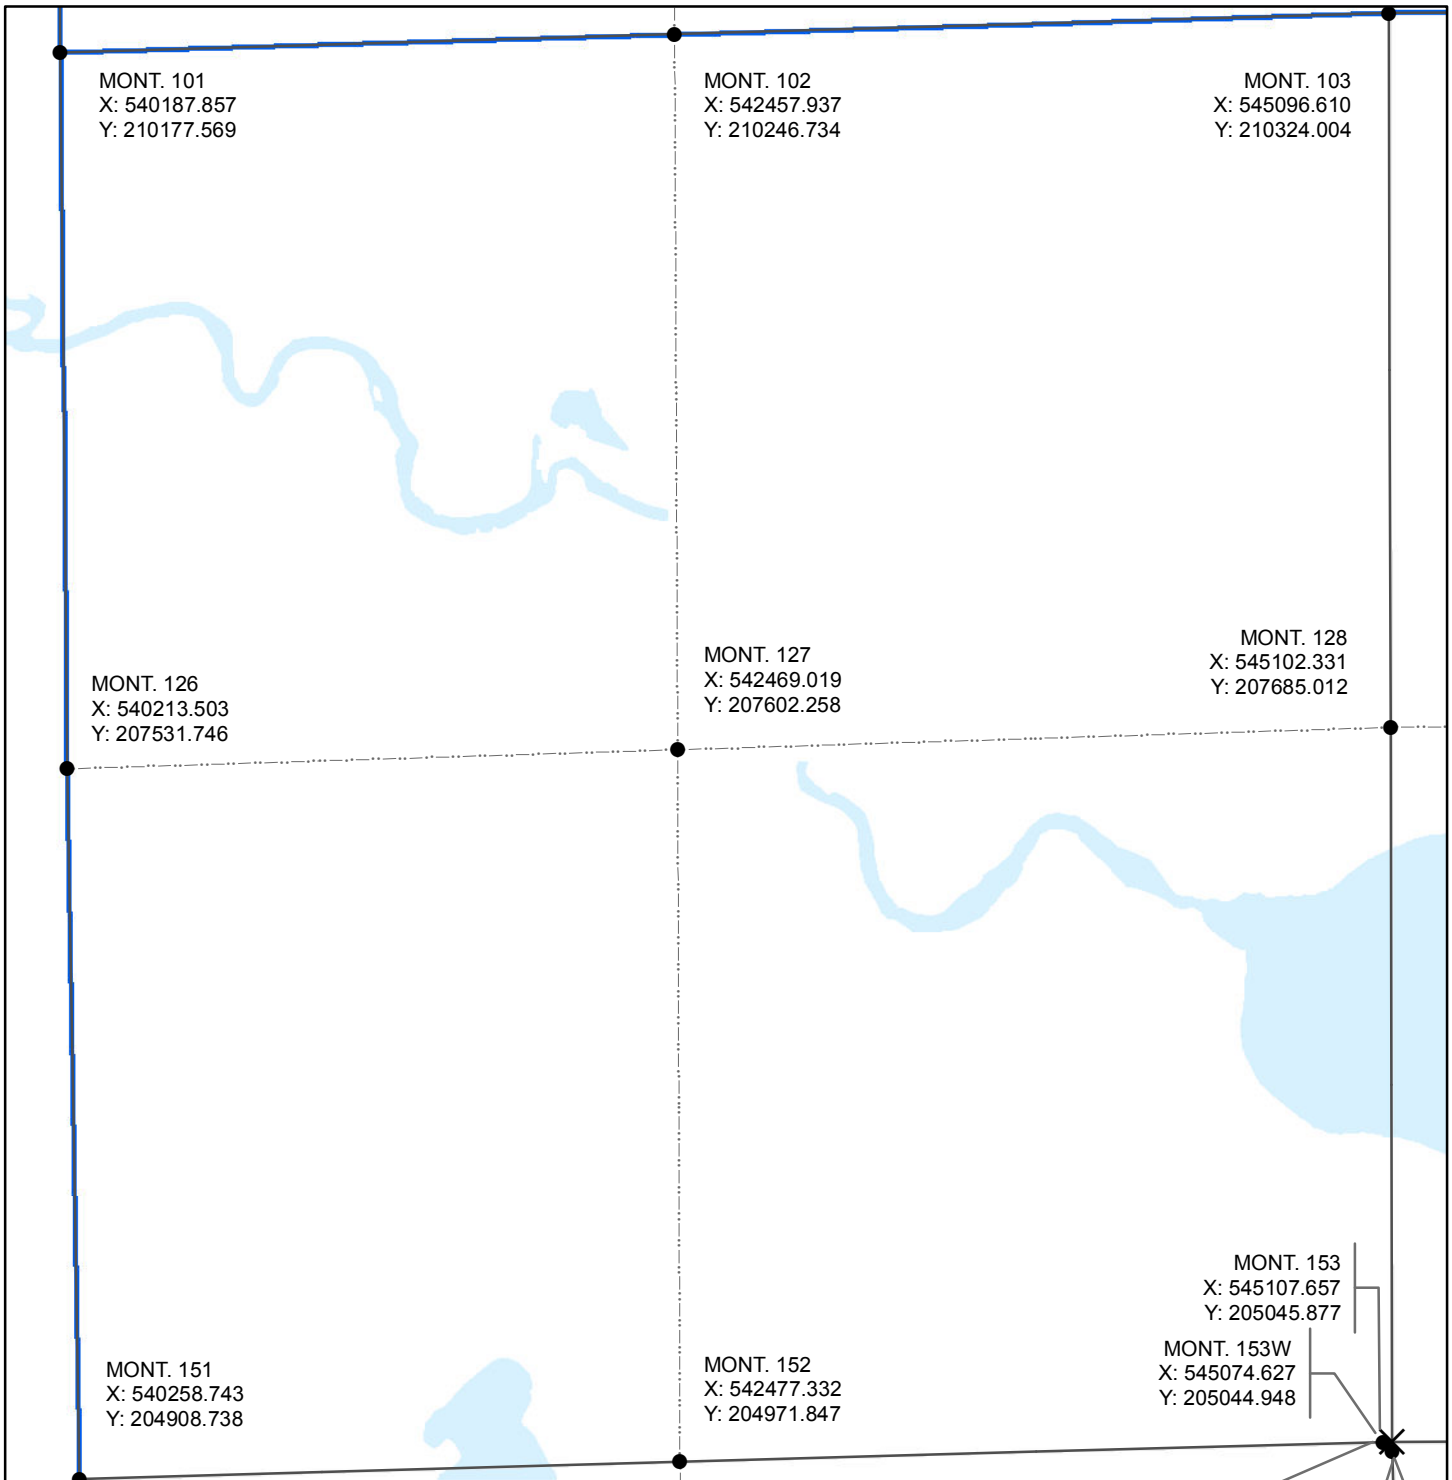 MONT. 101
X: 540187.857
Y: 210177.569
MONT. 102
X: 542457.937
Y: 210246.734
MONT. 103
X: 545096.610
Y: 210324.004
MONT. 126
X: 540213.503
Y: 207531.746
MONT. 127
X: 542469.019
Y: 207602.258
MONT. 128
X: 545102.331
Y: 207685.012
MONT. 153
X: 545107.657
Y: 205045.877
MONT. 153W
X: 545074.627
Y: 205044.948
MONT. 151
X: 540258.743
Y: 204908.738
MONT. 152
X: 542477.332
Y: 204971.847